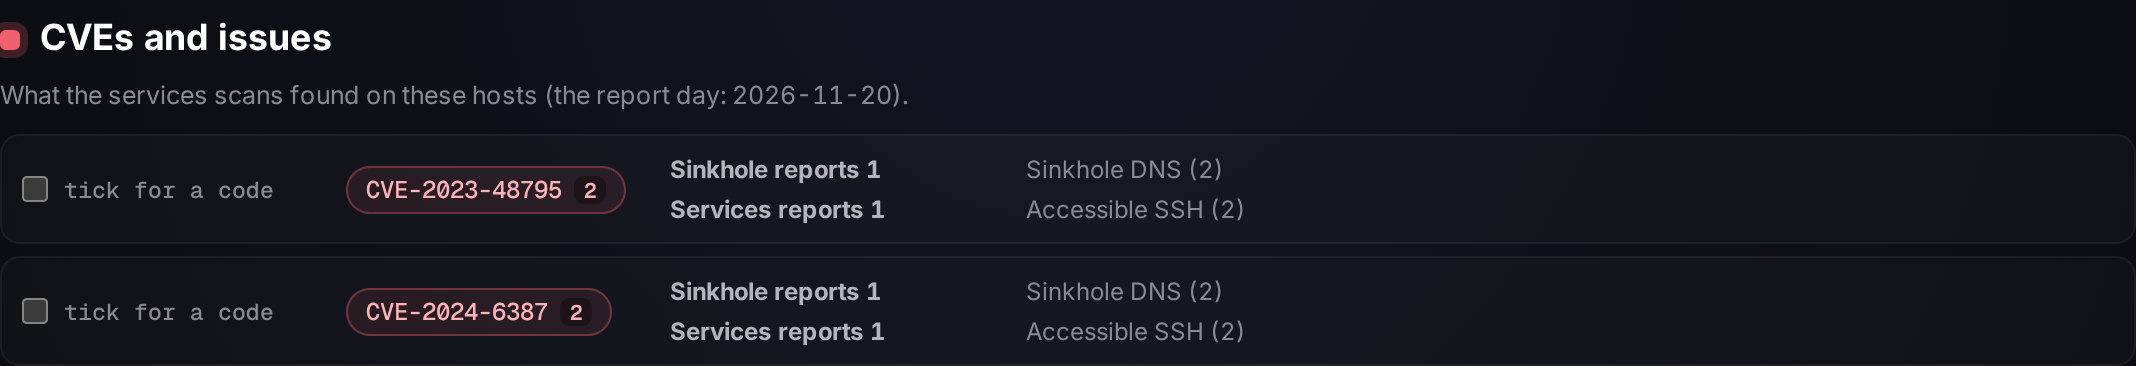 CVEs and issues
What the services scans found on these hosts (the report day: 2026-11-20).
tick for a code CVE-2023-48795 2 Sinkhole reports 1 Sinkhole DNS (2)
Services reports 1 Accessible SSH (2)
tick for a code CVE-2024-6387 2 Sinkhole reports 1 Sinkhole DNS (2)
Services reports 1 Accessible SSH (2)